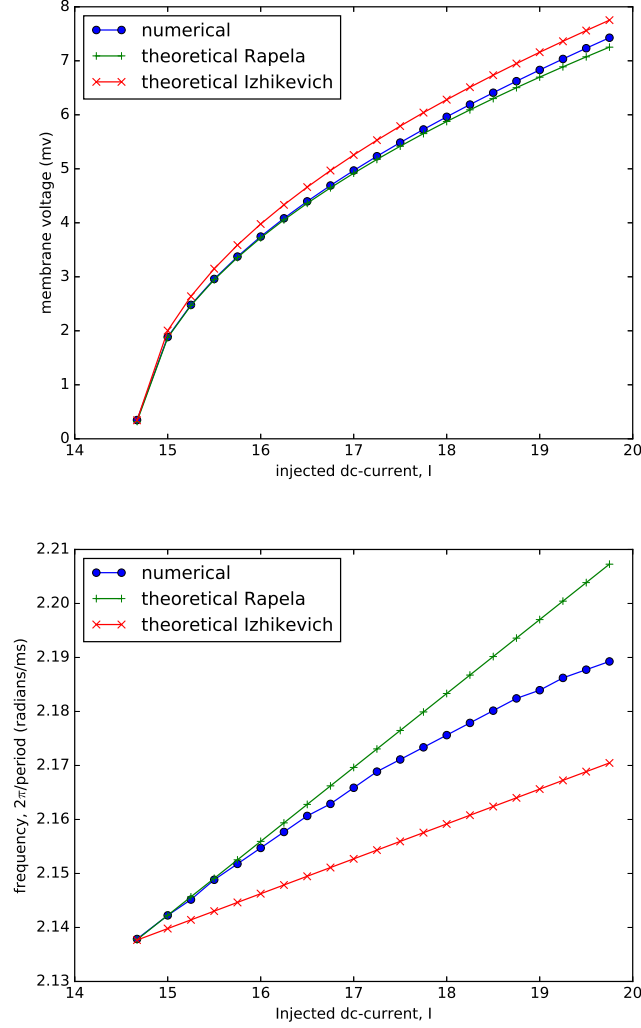 8
7
6
5
4
3
2
1
0
membrane voltage (mv)
numerical
theoretical Rapela
theoretical Izhikevich
14 15 16 17 18 19 20
injected dc-current, I
2.21
2.20
2.19
2.18
2.17
2.16
2.15
2.14
2.13
frequency, 2π/period (radians/ms)
numerical
theoretical Rapela
theoretical Izhikevich
14 15 16 17 18 19 20
Injected dc-current, I